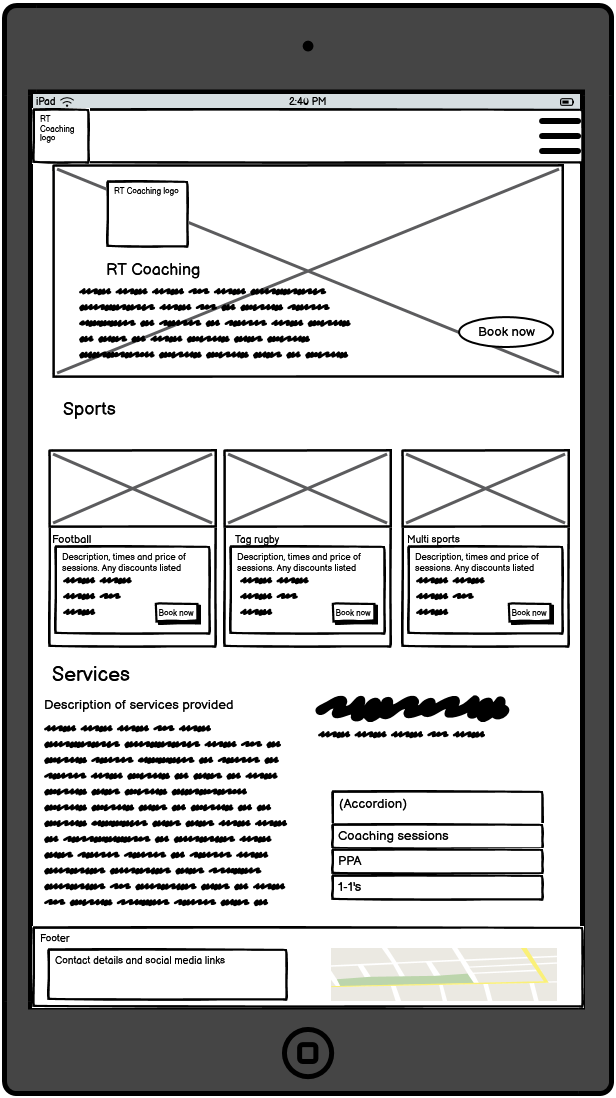 iPad
2:40 PM
RT
Coaching
logo
RT Coaching logo
RT Coaching
Book now
Sports
Football
Description, times and price of
sessions. Any discounts listed
Book now
Tag rugby
Description, times and price of
sessions. Any discounts listed
Book now
Multi sports
Description, times and price of
sessions. Any discounts listed
Book now
Services
Description of services provided
(Accordion)
Coaching sessions
PPA
1-1's
Footer
Contact details and social media links